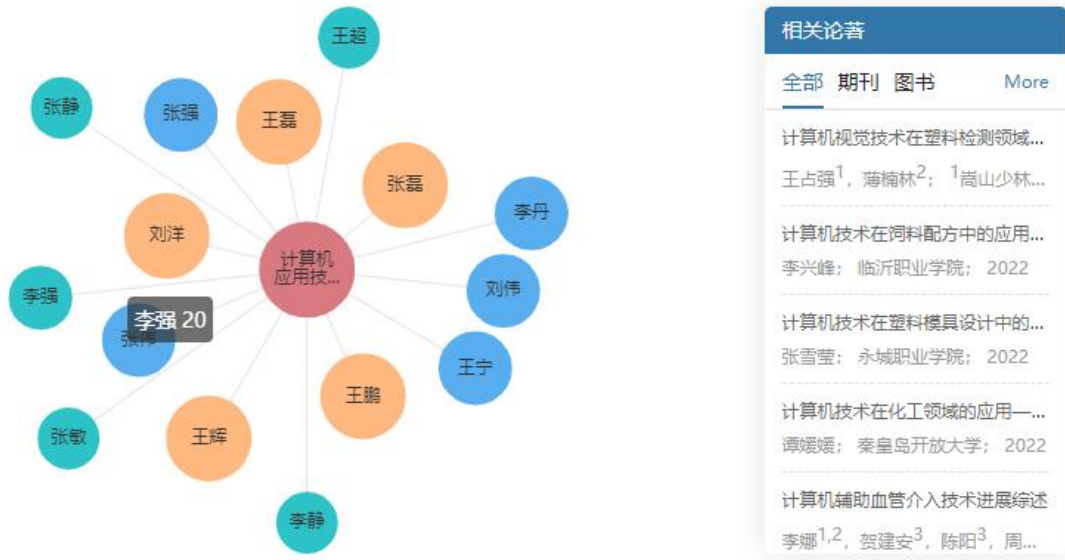 王超
张静
张强
王磊
张磊
李丹
刘洋
计算机
应用技...
刘伟
李强
李强 20
张伟
王宁
王鹏
张敏
王辉
李静
相关论著
全部 期刊 图书 More
计算机视觉技术在塑料检测领域...
王占强1，薄楠林2； 1嵩山少林...
计算机技术在饲料配方中的应用...
李兴峰； 临沂职业学院； 2022
计算机技术在塑料模具设计中的...
张雪莹； 永城职业学院； 2022
计算机技术在化工领域的应用—...
谭媛媛； 秦皇岛开放大学； 2022
计算机辅助血管介入技术进展综述
李娜1,2，贺建安3，陈阳3，周...